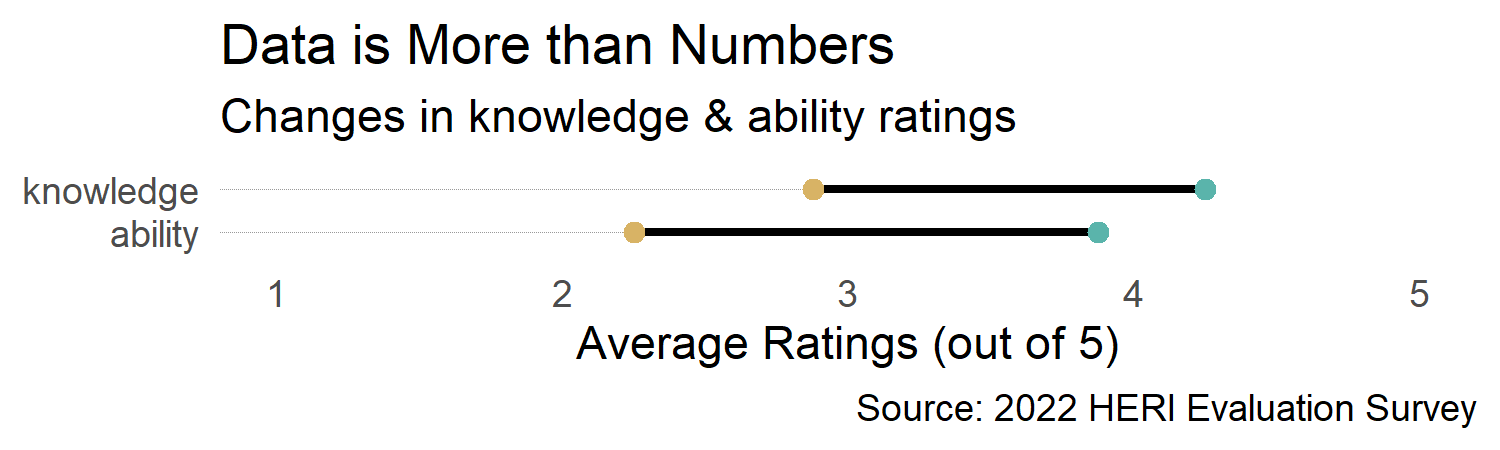 Data is More than Numbers
Changes in knowledge & ability ratings
knowledge
ability
1 2 3 4 5
Average Ratings (out of 5)
Source: 2022 HERI Evaluation Survey